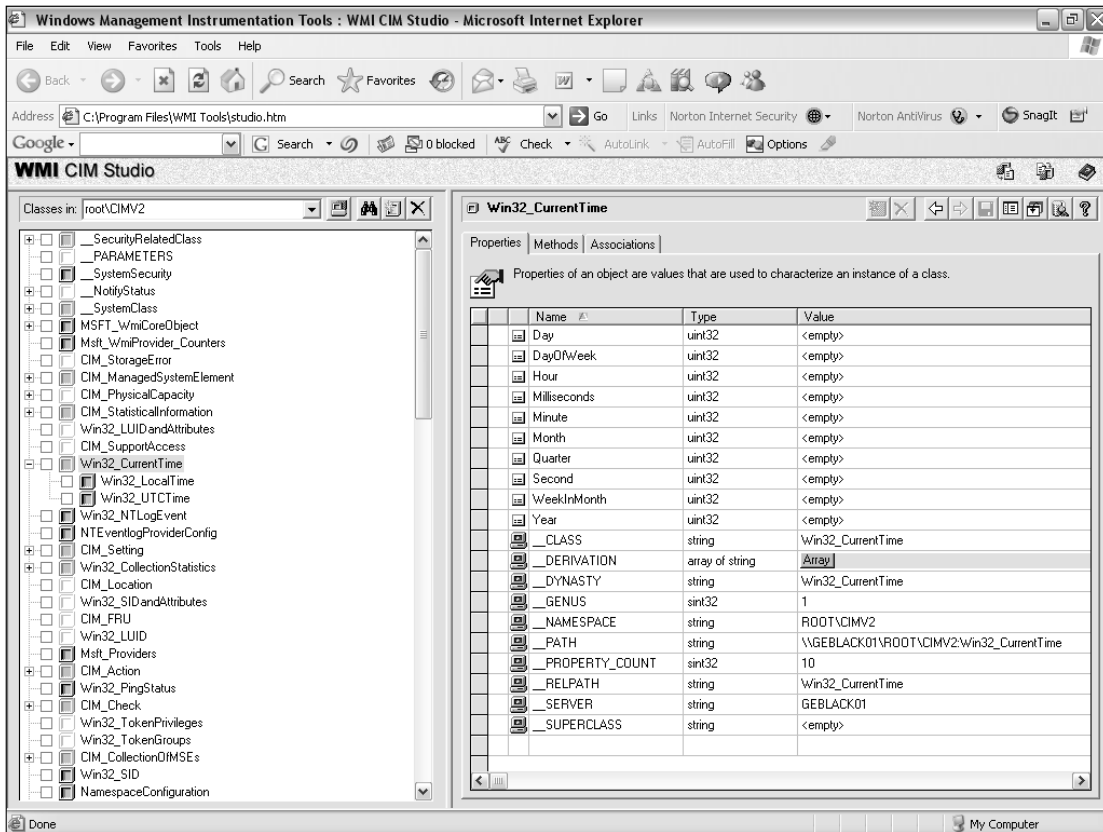 Windows Management Instrumentation Tools : WMI CIM Studio - Microsoft Internet Explorer
File Edit View Favorites Tools Help
Back Search Favorites
Address C:\Program Files\WMI Tools\studio.htm Go Links Norton Internet Security Norton AntiVirus SnagIt
Google Search 0 blocked ABC Check AutoLink AutoFill Options
WMI CIM Studio
Classes in: root\CIMV2
__SecurityRelatedClass
__PARAMETERS
__SystemSecurity
__NotifyStatus
__SystemClass
MSFT_WmiCoreObject
Msft_WmiProvider_Counters
CIM_StorageError
CIM_ManagedSystemElement
CIM_PhysicalCapacity
CIM_StatisticalInformation
Win32_LUIDandAttributes
CIM_SupportAccess
Win32_CurrentTime
Win32_LocalTime
Win32_UTCTime
Win32_NTLogEvent
NTEventlogProviderConfig
CIM_Setting
Win32_CollectionStatistics
CIM_Location
Win32_SIDandAttributes
CIM_FRU
Win32_LUID
Msft_Providers
CIM_Action
Win32_PingStatus
CIM_Check
Win32_TokenPrivileges
Win32_TokenGroups
CIM_CollectionOfMSEs
Win32_SID
NamespaceConfiguration
Win32_CurrentTime
Properties Methods Associations
Properties of an object are values that are used to characterize an instance of a class.
Name Type Value
Day uint32 <empty>
DayOfWeek uint32 <empty>
Hour uint32 <empty>
Milliseconds uint32 <empty>
Minute uint32 <empty>
Month uint32 <empty>
Quarter uint32 <empty>
Second uint32 <empty>
WeekInMonth uint32 <empty>
Year uint32 <empty>
__CLASS string Win32_CurrentTime
__DERIVATION array of string Array
__DYNASTY string Win32_CurrentTime
__GENUS sint32 1
__NAMESPACE string ROOT\CIMV2
__PATH string \\GEBLACK01\ROOT\CIMV2:Win32_CurrentTime
__PROPERTY_COUNT sint32 10
__RELPATH string Win32_CurrentTime
__SERVER string GEBLACK01
__SUPERCLASS string <empty>
Done My Computer